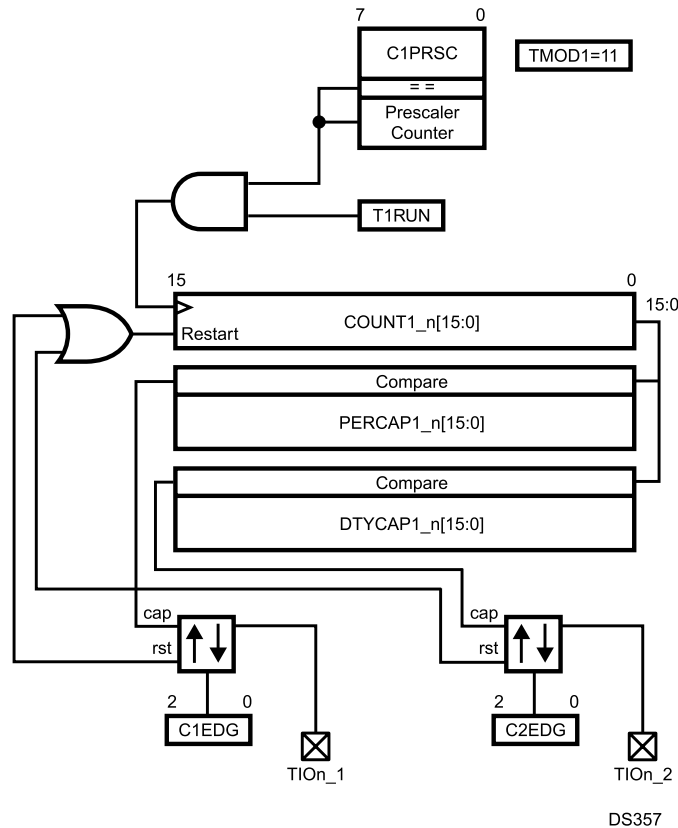 7 0
C1PRSC
TMOD1=11
= =
Prescaler
Counter
T1RUN
15 0
15:0
COUNT1_n[15:0]
Restart
Compare
PERCAP1_n[15:0]
Compare
DTYCAP1_n[15:0]
cap
rst
cap
rst
2 0
C1EDG
2 0
C2EDG
TIOn_1
TIOn_2
DS357